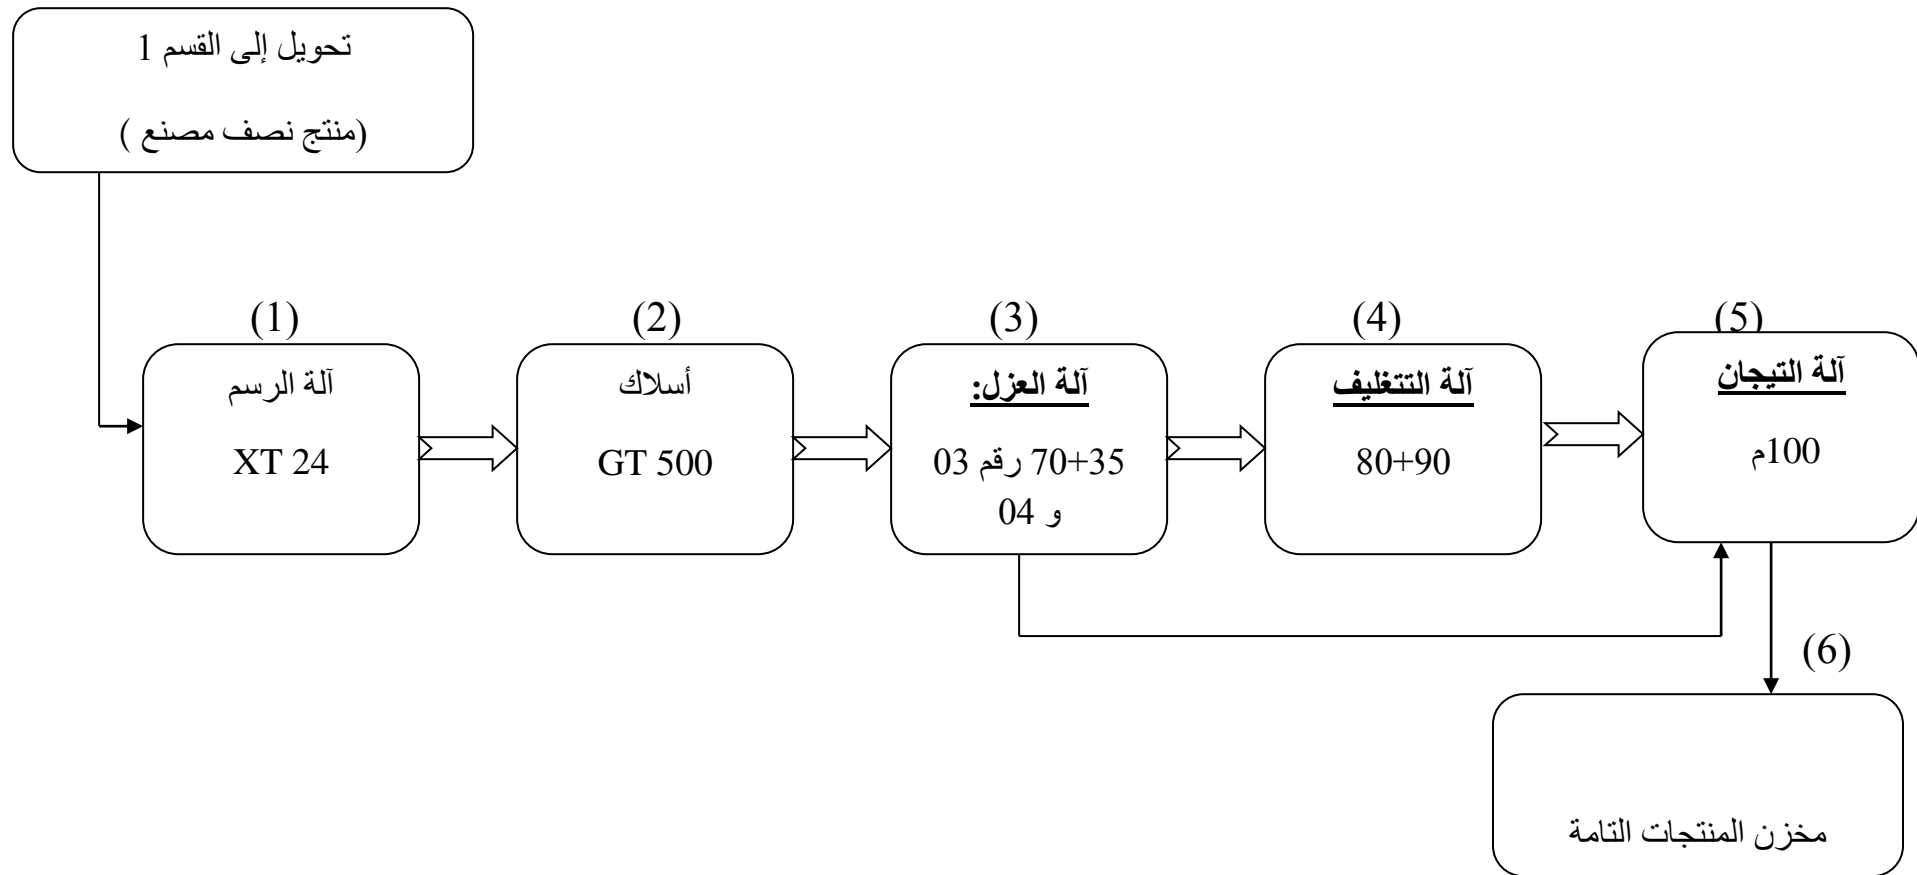 تحويل إلى القسم 1
(منتج نصف مصنع )
(1)
(2)
(3)
(4)
(5)
آلة الرسم
XT 24
أسلاك
GT 500
آلة العزل:
70+35 رقم 03
و 04
آلة التتغليف
80+90
آلة التيجان
100م
(6)
مخزن المنتجات التامة